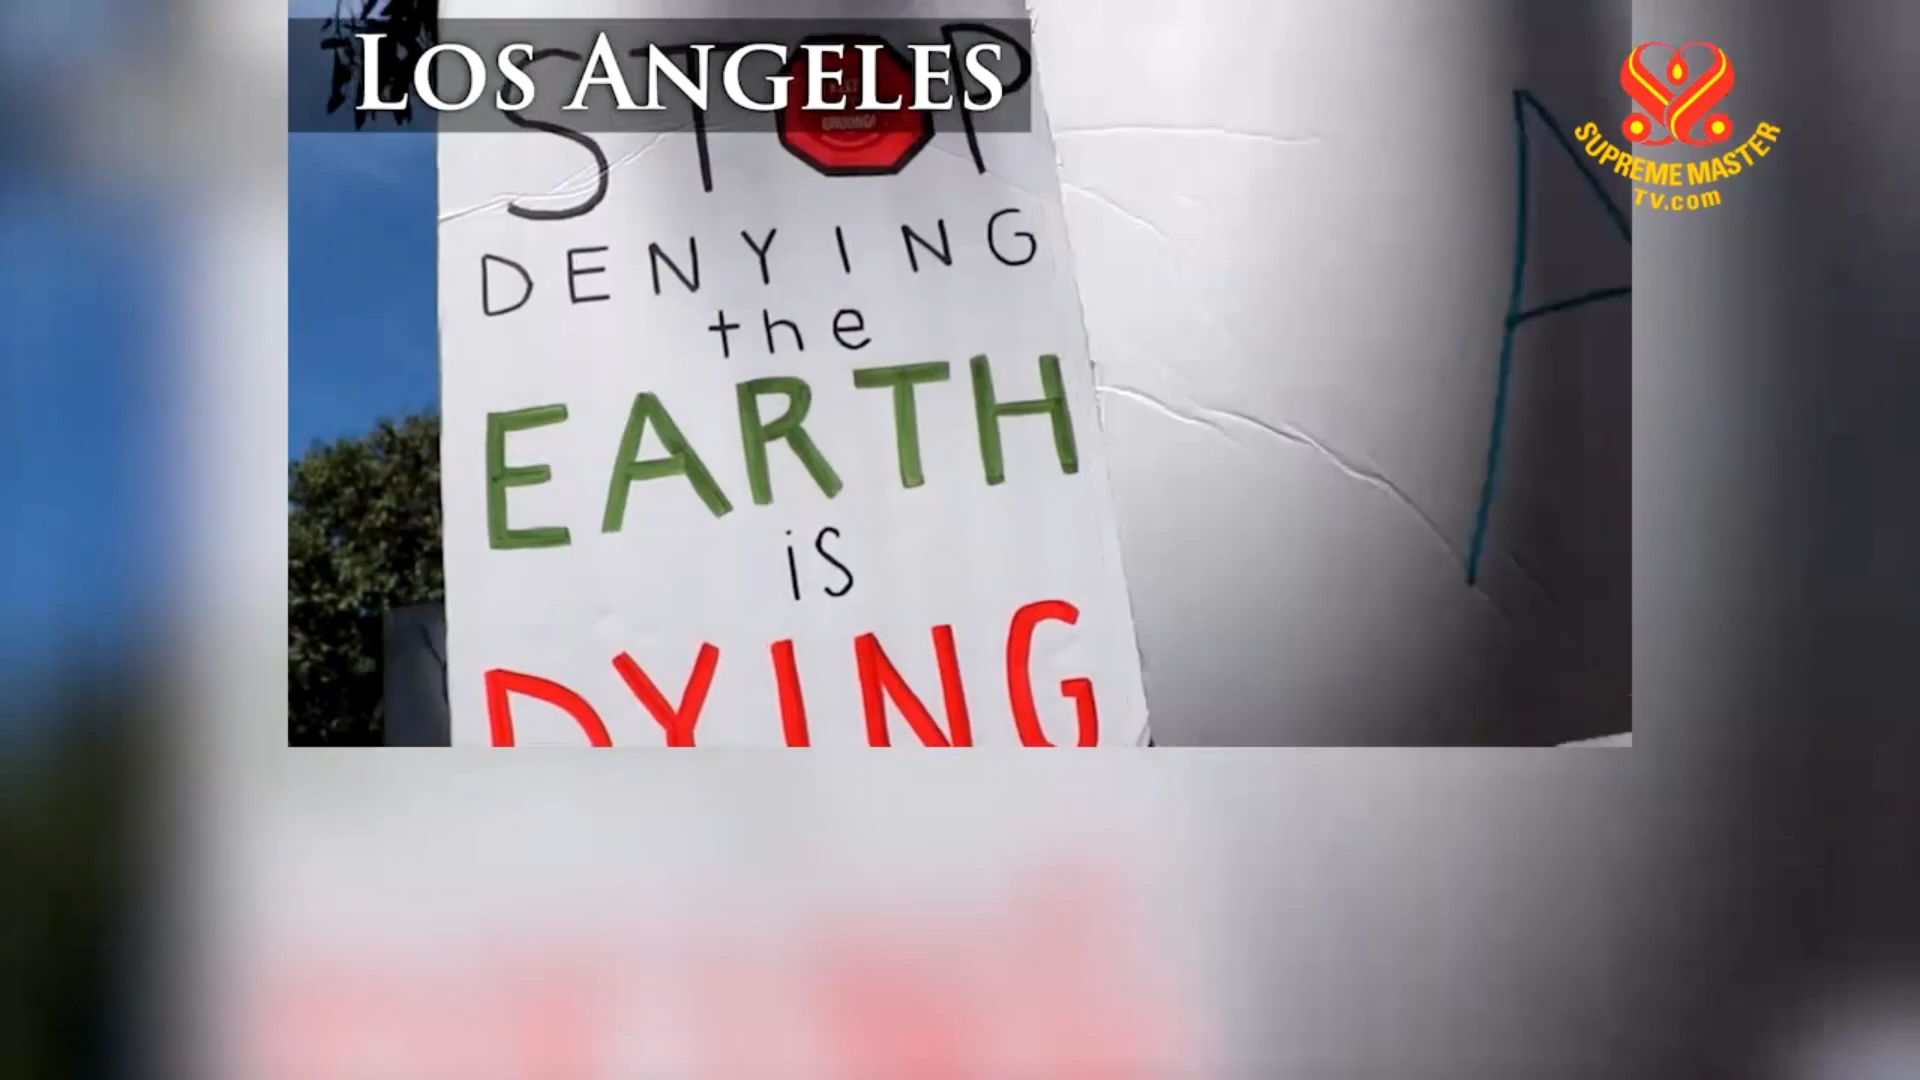 LOS ANGELES
STOP
DENYING
the
EARTH
is
DYING
A
SUPREME MASTER
TV.com